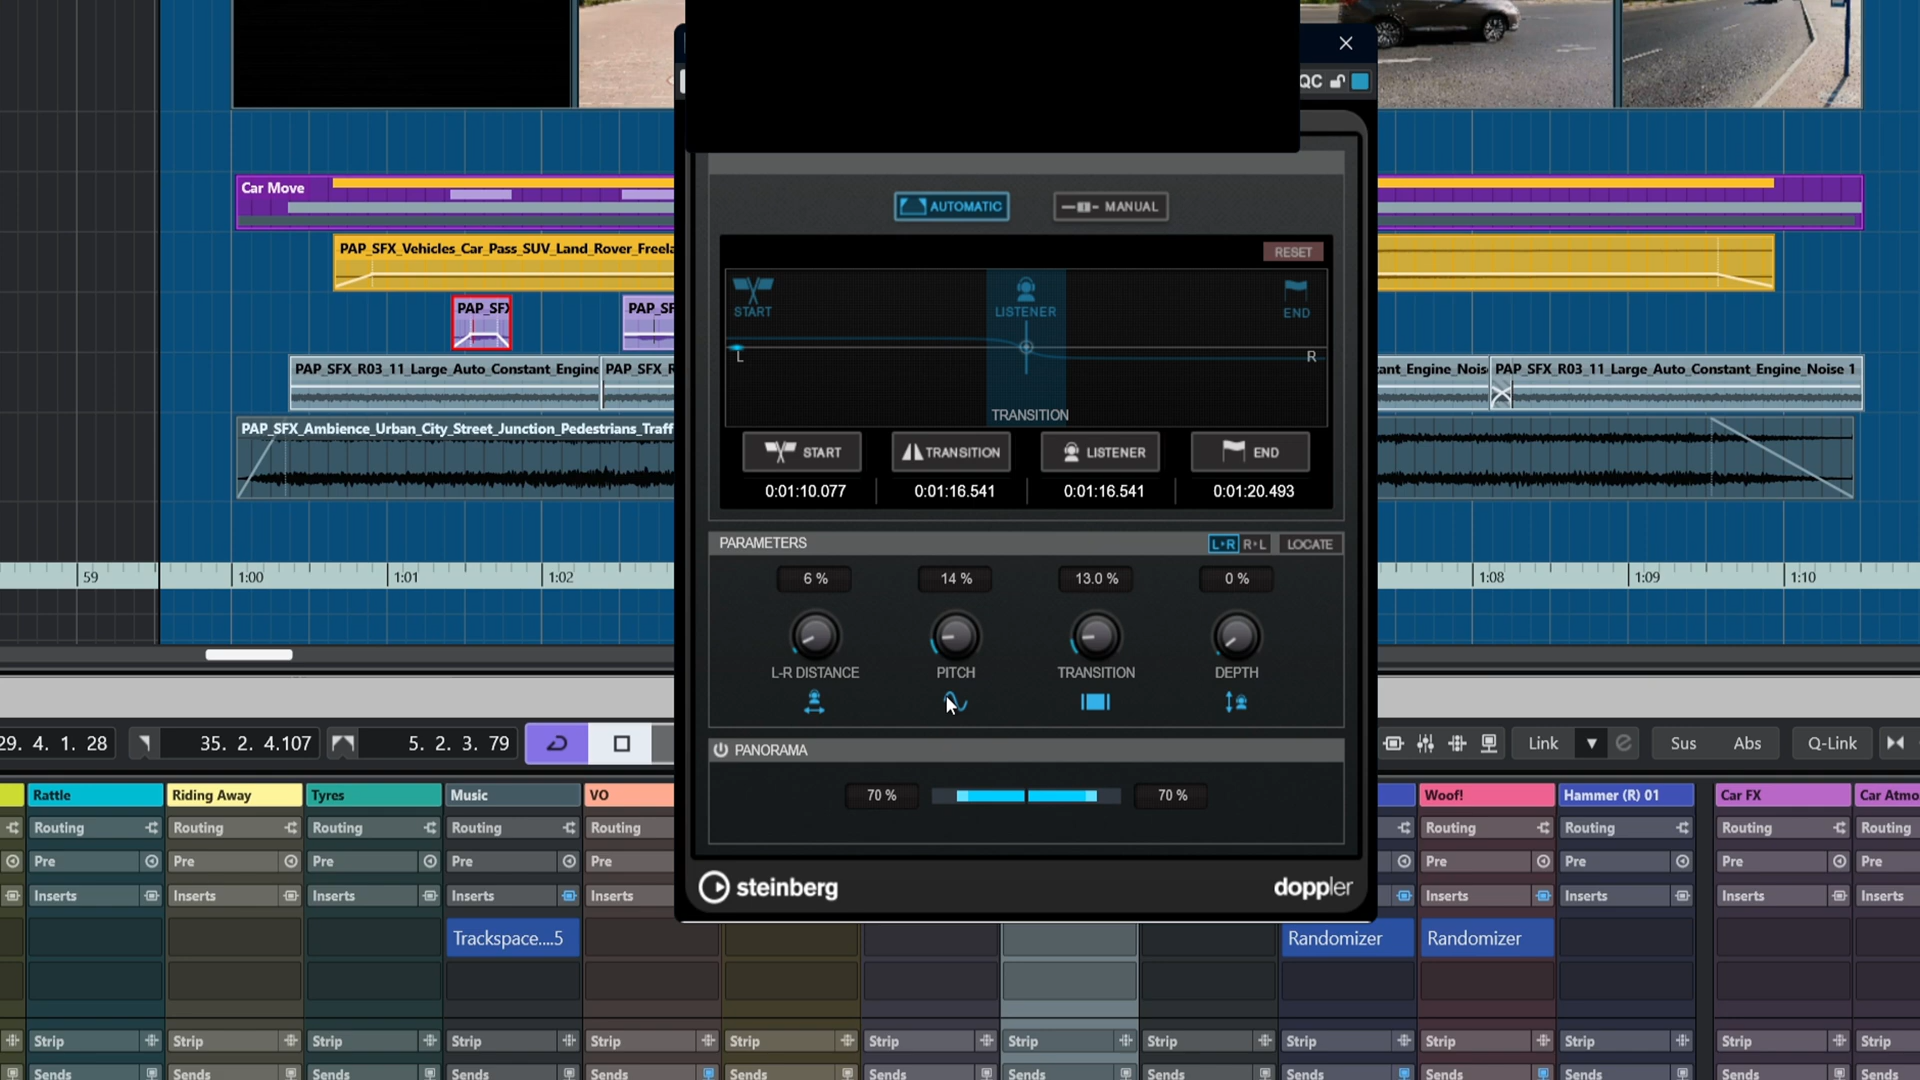 QC
Car Move
AUTOMATIC
MANUAL
PAP_SFX_Vehicles_Car_Pass_SUV_Land_Rover_Freela
RESET
START
LISTENER
END
PAP_SFX
PAP_SF
L
R
PAP_SFX_R03_11_Large_Auto_Constant_Engine
PAP_SFX_R
ant_Engine_Nois
PAP_SFX_R03_11_Large_Auto_Constant_Engine_Noise 1
TRANSITION
PAP_SFX_Ambience_Urban_City_Street_Junction_Pedestrians_Traff
START
TRANSITION
LISTENER
END
0:01:10.077
0:01:16.541
0:01:16.541
0:01:20.493
PARAMETERS
L R
R L
LOCATE
59
1:00
1:01
1:02
1:08
1:09
1:10
6 %
14 %
13.0 %
0 %
L-R DISTANCE
PITCH
TRANSITION
DEPTH
29. 4. 1. 28
35. 2. 4.107
5. 2. 3. 79
Link
Sus
Abs
Q-Link
PANORAMA
70 %
70 %
Rattle
Riding Away
Tyres
Music
VO
Woof!
Hammer (R) 01
Car FX
Car Atmo
Routing
Routing
Routing
Routing
Routing
Routing
Routing
Routing
Routing
Pre
Pre
Pre
Pre
Pre
Pre
Pre
Pre
Pre
Inserts
Inserts
Inserts
Inserts
Inserts
Inserts
Inserts
Inserts
Inserts
steinberg
doppler
Trackspace....5
Randomizer
Randomizer
Strip
Strip
Strip
Strip
Strip
Strip
Strip
Strip
Strip
Strip
Strip
Strip
Strip
Strip
Sends
Sends
Sends
Sends
Sends
Sends
Sends
Sends
Sends
Sends
Sends
Sends
Sends
Sends